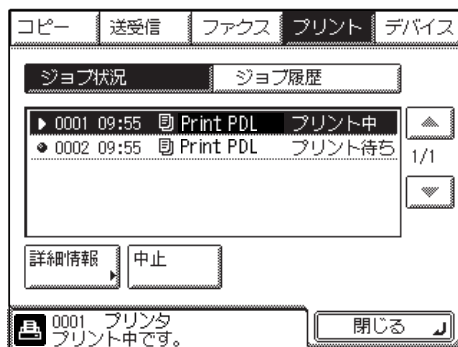 コピー 送受信 ファクス プリント デバイス
ジョブ状況 ジョブ履歴
0001 09:55 Print PDL プリント中
0002 09:55 Print PDL プリント待ち
1/1
詳細情報 中止
0001 プリンタ
プリント中です。
閉じる